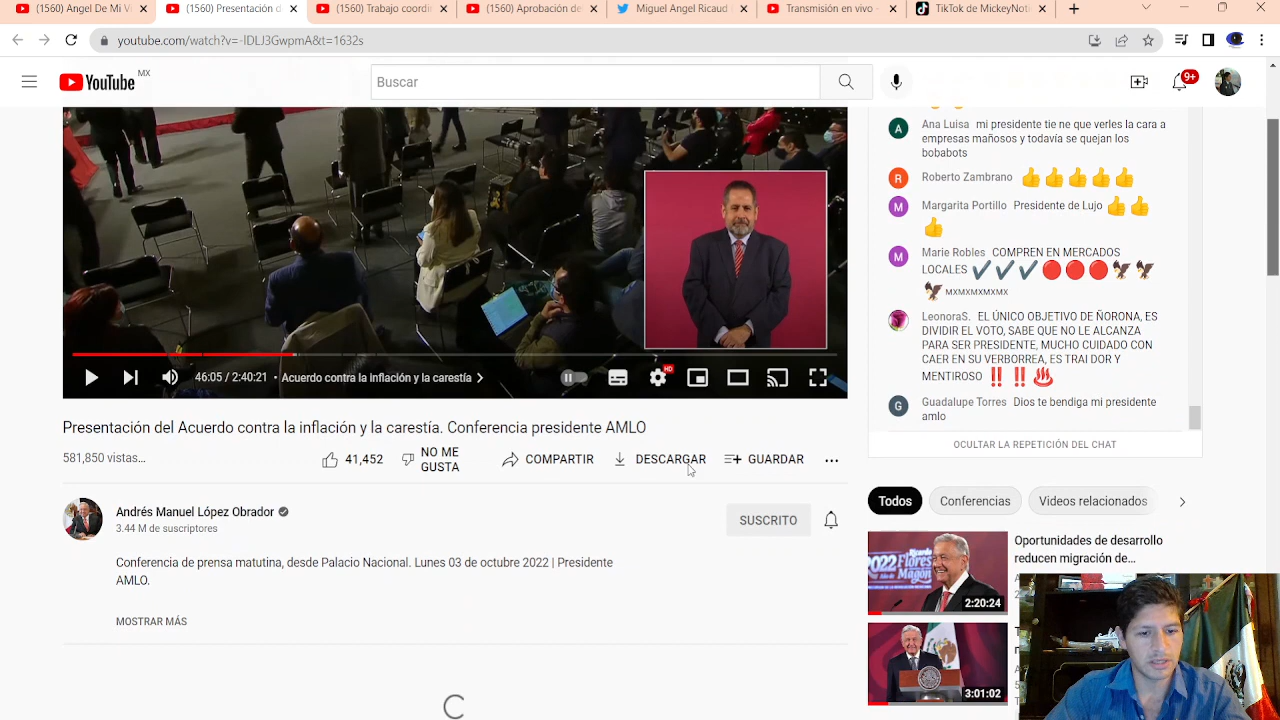 (1560) Angel De Mi V
(1560) Presentación d
(1560) Trabajo coordin
(1560) Aprobación de
Miguel Angel Ricaud
Transmisión en vivo -
TikTok de MickeyNoti
youtube.com/watch?v=-lDLJ3GwpmA&t=1632s
YouTube MX
Buscar
9+
Ana Luisa mi presidente tie ne que verles la cara a
empresas mañosos y todavía se quejan los
bobabots
Roberto Zambrano
Margarita Portillo Presidente de Lujo
Marie Robles COMPREN EN MERCADOS
LOCALES
MXMXMXMXMX
LeonoraS. EL ÚNICO OBJETIVO DE ÑORONA, ES
DIVIDIR EL VOTO, SABE QUE NO LE ALCANZA
PARA SER PRESIDENTE, MUCHO CUIDADO CON
CAER EN SU VERBORREA, ES TRAI DOR Y
MENTIROSO
Guadalupe Torres Dios te bendiga mi presidente
amlo
OCULTAR LA REPETICIÓN DEL CHAT
46:05 / 2:40:21 • Acuerdo contra la inflación y la carestía
HD
Presentación del Acuerdo contra la inflación y la carestía. Conferencia presidente AMLO
581,850 vistas...
41,452
NO ME
GUSTA
COMPARTIR
DESCARGAR
GUARDAR
Andrés Manuel López Obrador
3.44 M de suscriptores
SUSCRITO
Conferencia de prensa matutina, desde Palacio Nacional. Lunes 03 de octubre 2022 | Presidente
AMLO.
MOSTRAR MÁS
Todos
Conferencias
Videos relacionados
Oportunidades de desarrollo
reducen migración de...
Ricardo
2022 Flores
Magón
2:20:24
3:01:02